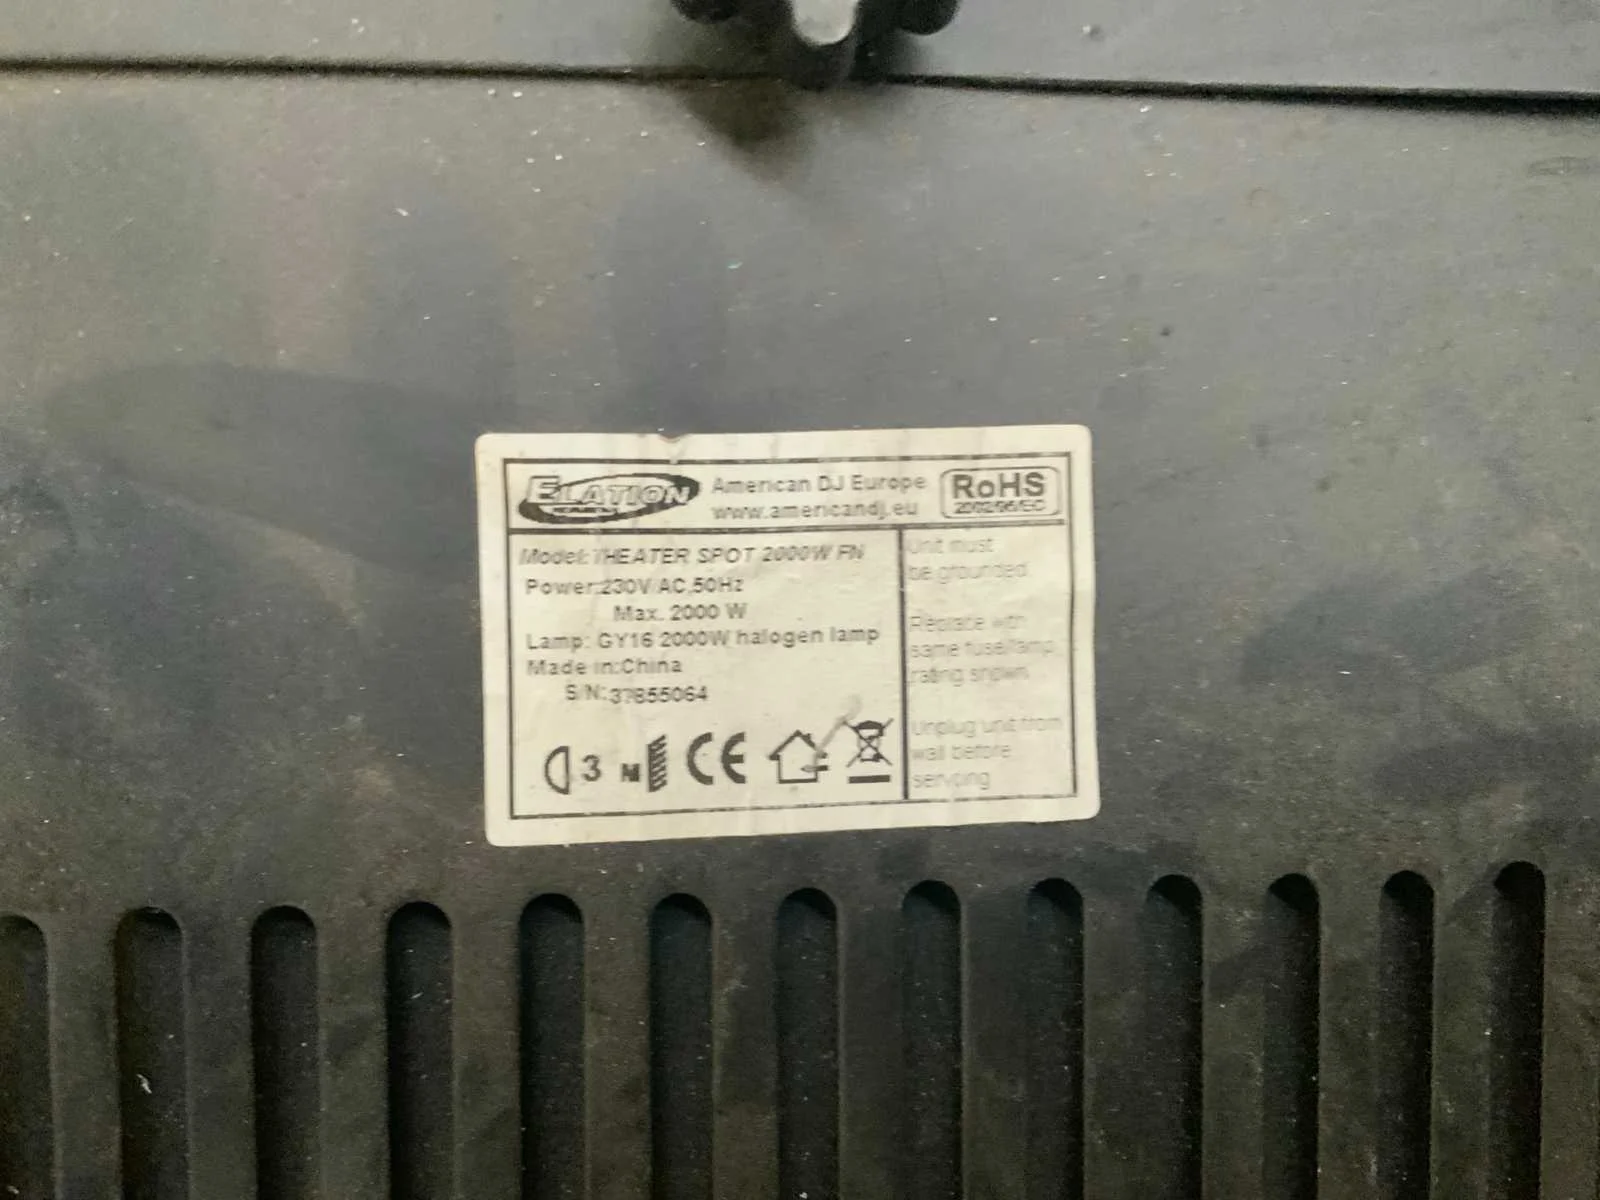 ELATION
American DJ Europe
www.americandj.eu
RoHS
2002/95/EC
Model: THEATER SPOT 2000W FN
Power:230V AC,50Hz
Max. 2000 W
Lamp: GY16 2000W halogen lamp
Made in:China
S/N:37855064
3 M
CE
Unit must
be grounded
Replace with
same fuse/lamp
rating shown
Unplug unit from
wall before
servicing